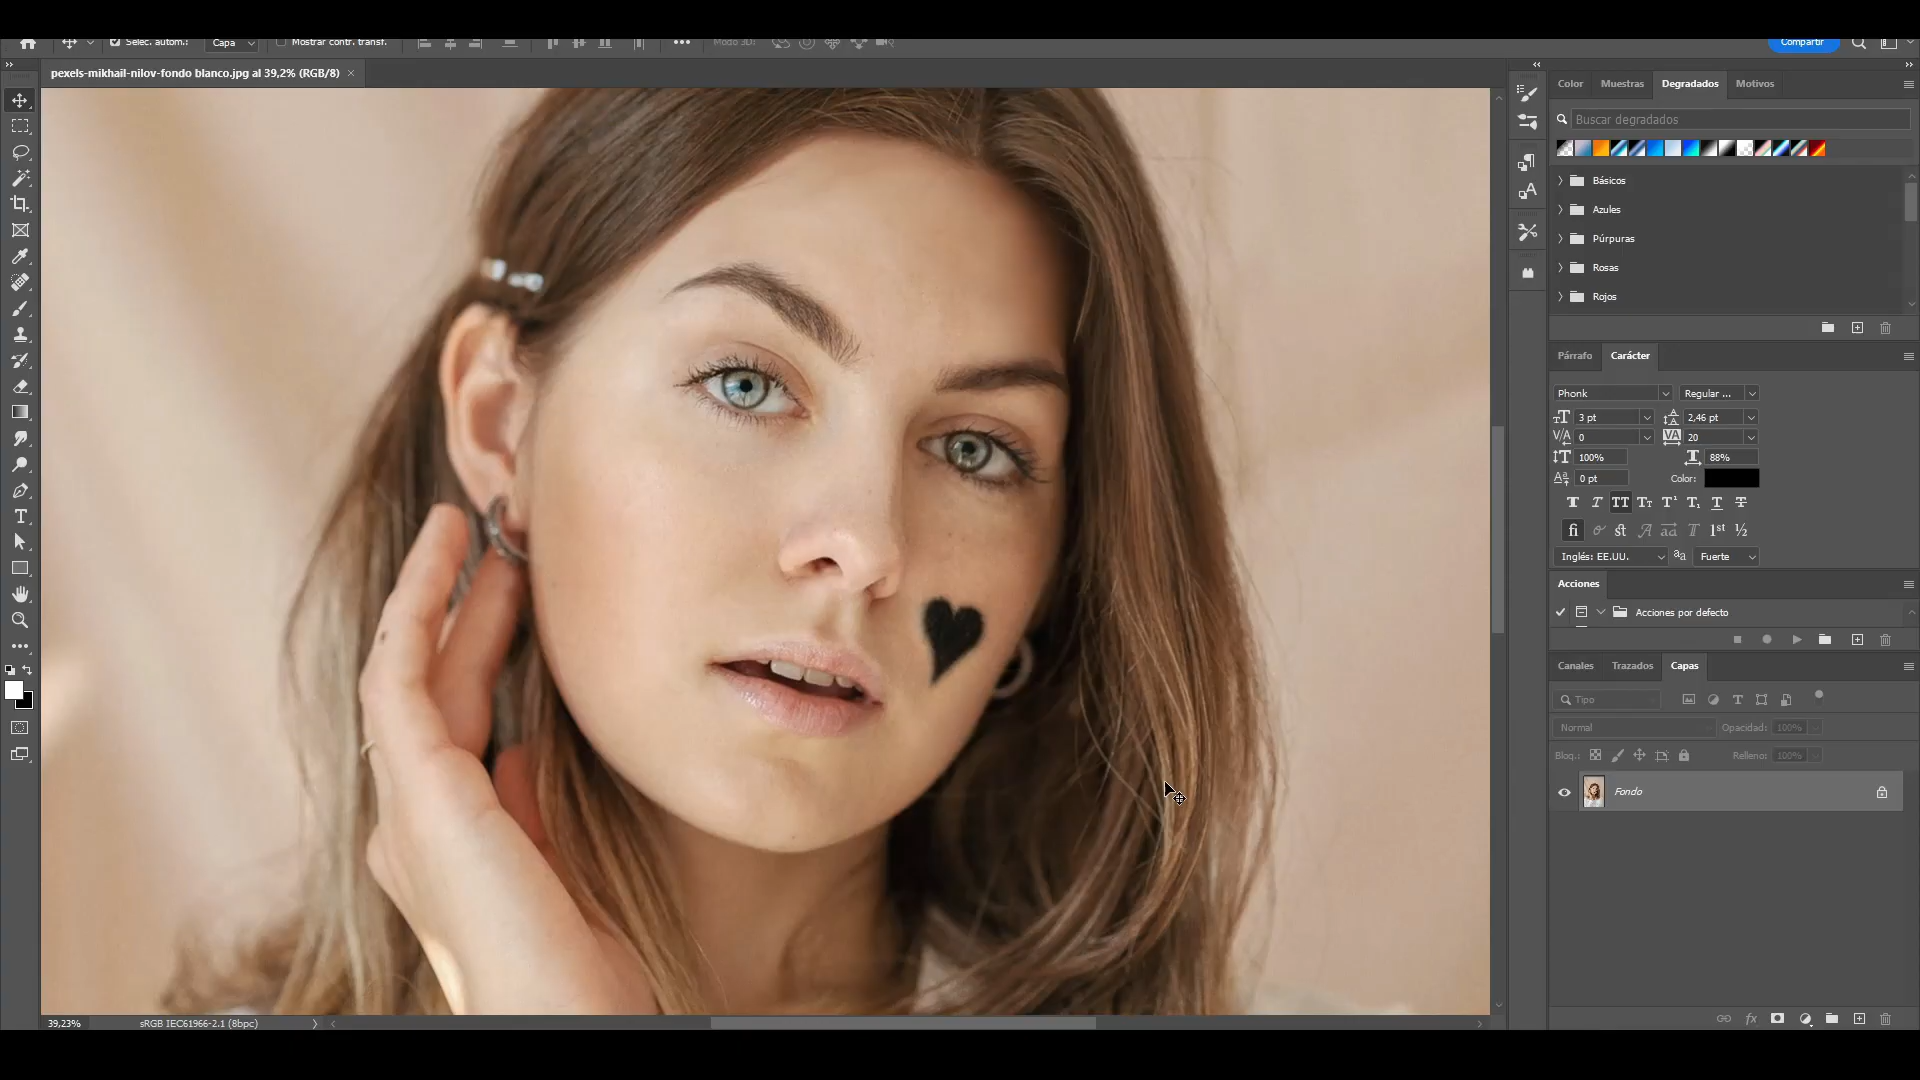 Selec. autom.: Capa Mostrar contr. transf. Modo 3D: Compartir
pexels-mikhail-nilov-fondo blanco.jpg al 39,2% (RGB/8)
Color Muestras Degradados Motivos
Buscar degradados
Básicos
Azules
Púrpuras
Rosas
Rojos
Párrafo Carácter
Phonk Regular ...
3 pt 2,46 pt
0 20
100% 88%
0 pt Color:
Inglés: EE.UU. aa Fuerte
Acciones
Acciones por defecto
Canales Trazados Capas
Tipo
Normal Opacidad: 100%
Bloq.: Relleno: 100%
Fondo
39,23% sRGB IEC61966-2.1 (8bpc)